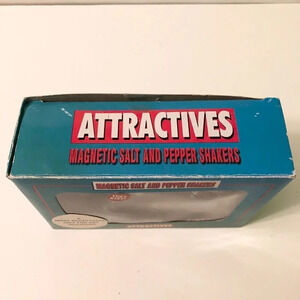 ATTRACTIVES
MAGNETIC SALT AND PEPPER SHAKERS
MAGNETIC SALT AND PEPPER SHAKERS
ATTRACTIVES